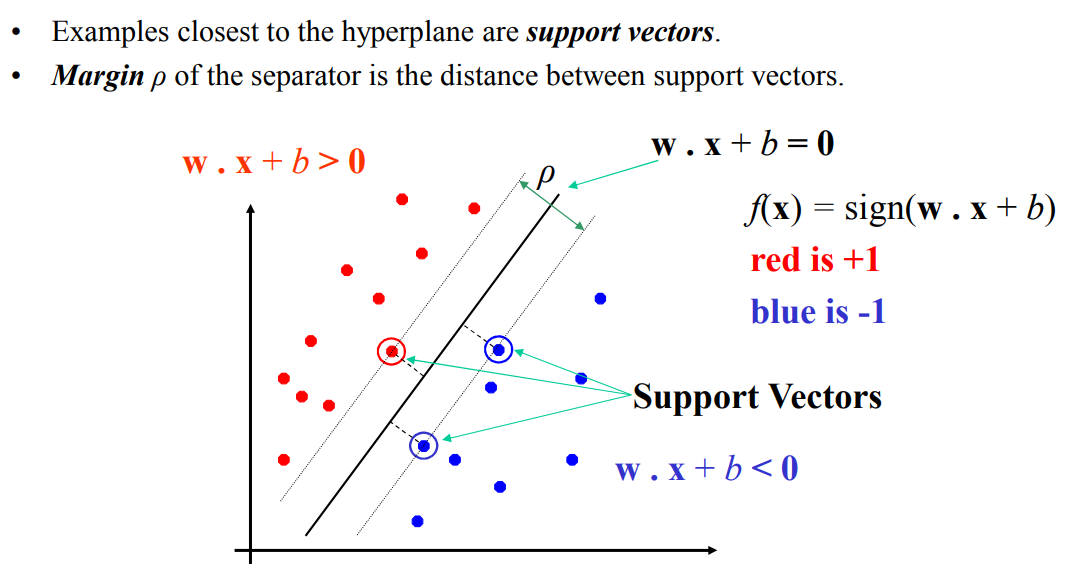 • Examples closest to the hyperplane are support vectors.
• Margin ρ of the separator is the distance between support vectors.
w . x + b = 0
w . x + b > 0
ρ
f(x) = sign(w . x + b)
red is +1
blue is -1
Support Vectors
w . x + b < 0